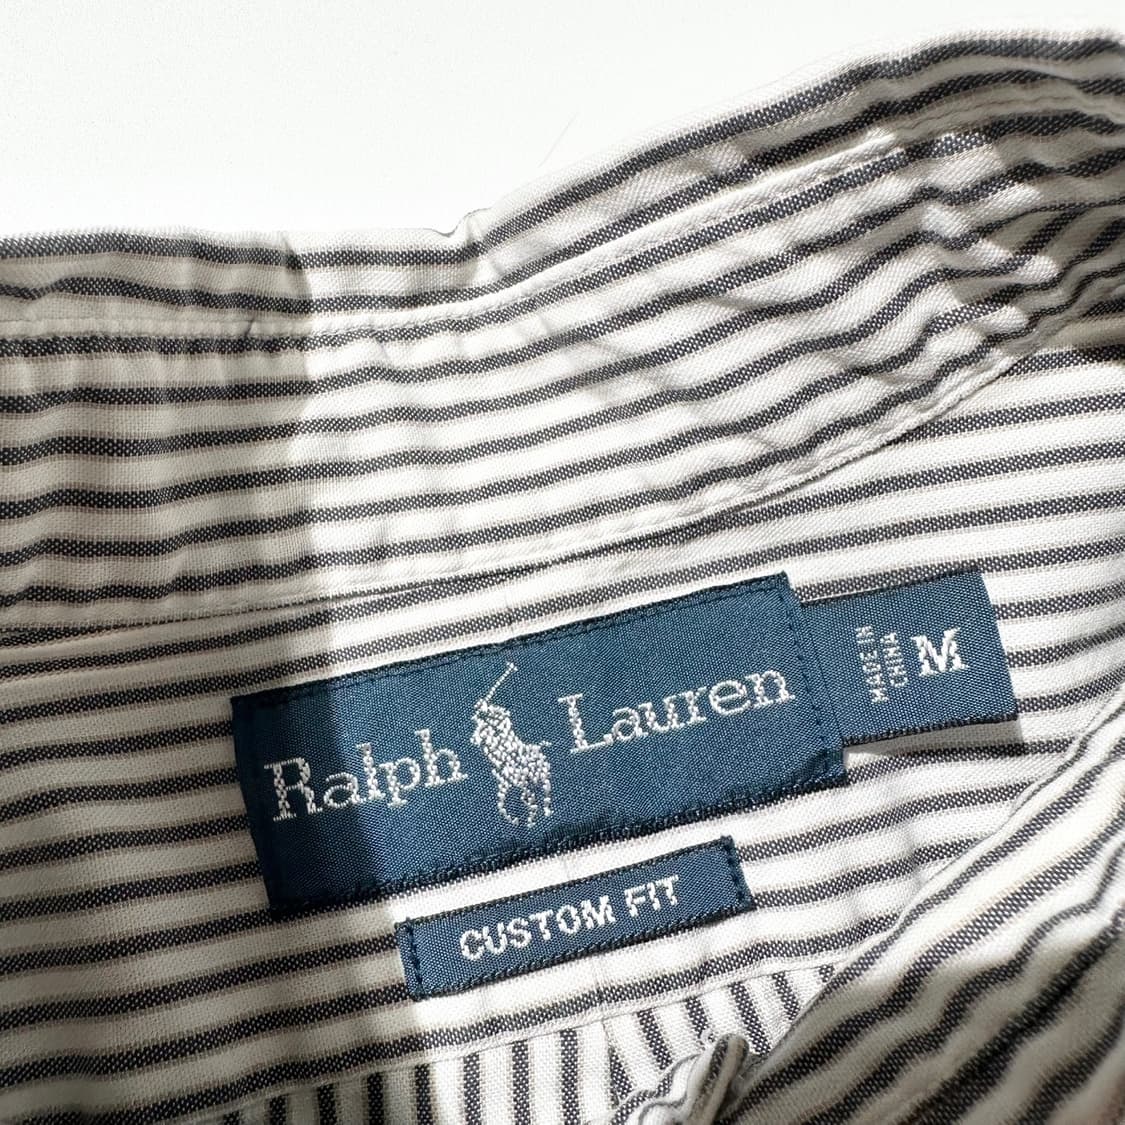 Ralph Lauren
MADE IN
CHINA
M
CUSTOM FIT